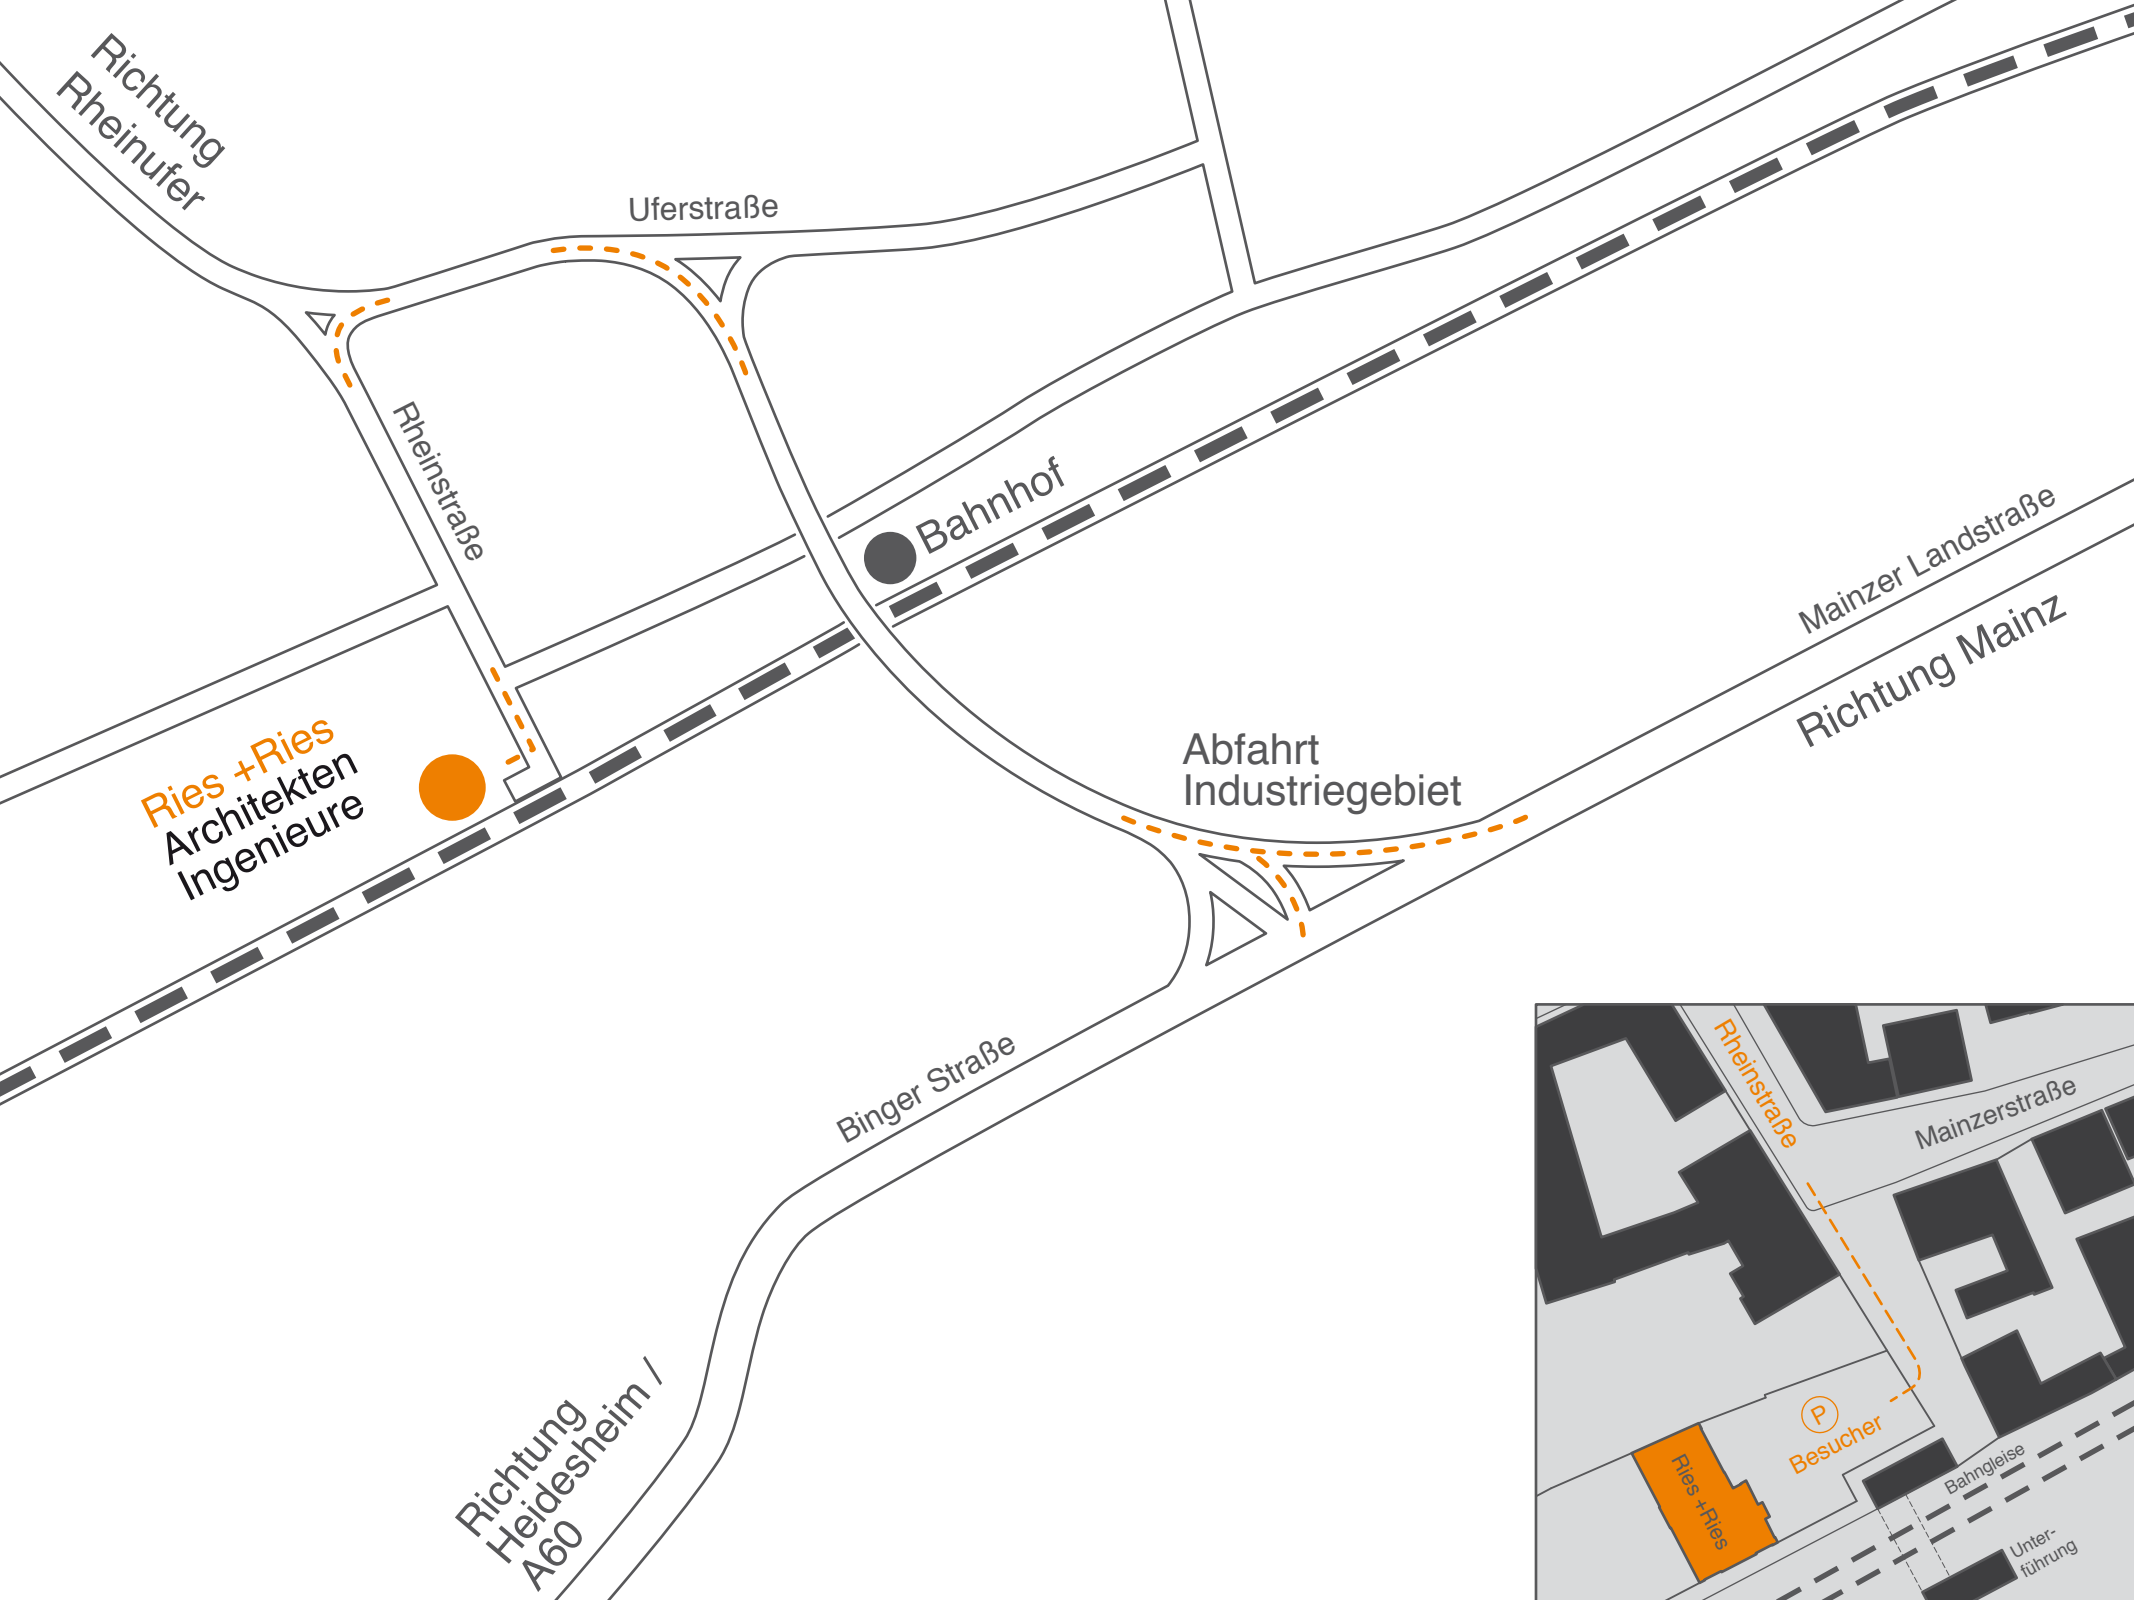 Richtung
Rheinufer
Uferstraße
Rheinstraße
Bahnhof
Mainzer Landstraße
Richtung Mainz
Ries +Ries
Architekten
Ingenieure
Abfahrt
Industriegebiet
Binger Straße
Richtung
Heidesheim /
A60
Rheinstraße
Mainzerstraße
P
Besucher
Ries +Ries
Bahngleise
Unter-
führung